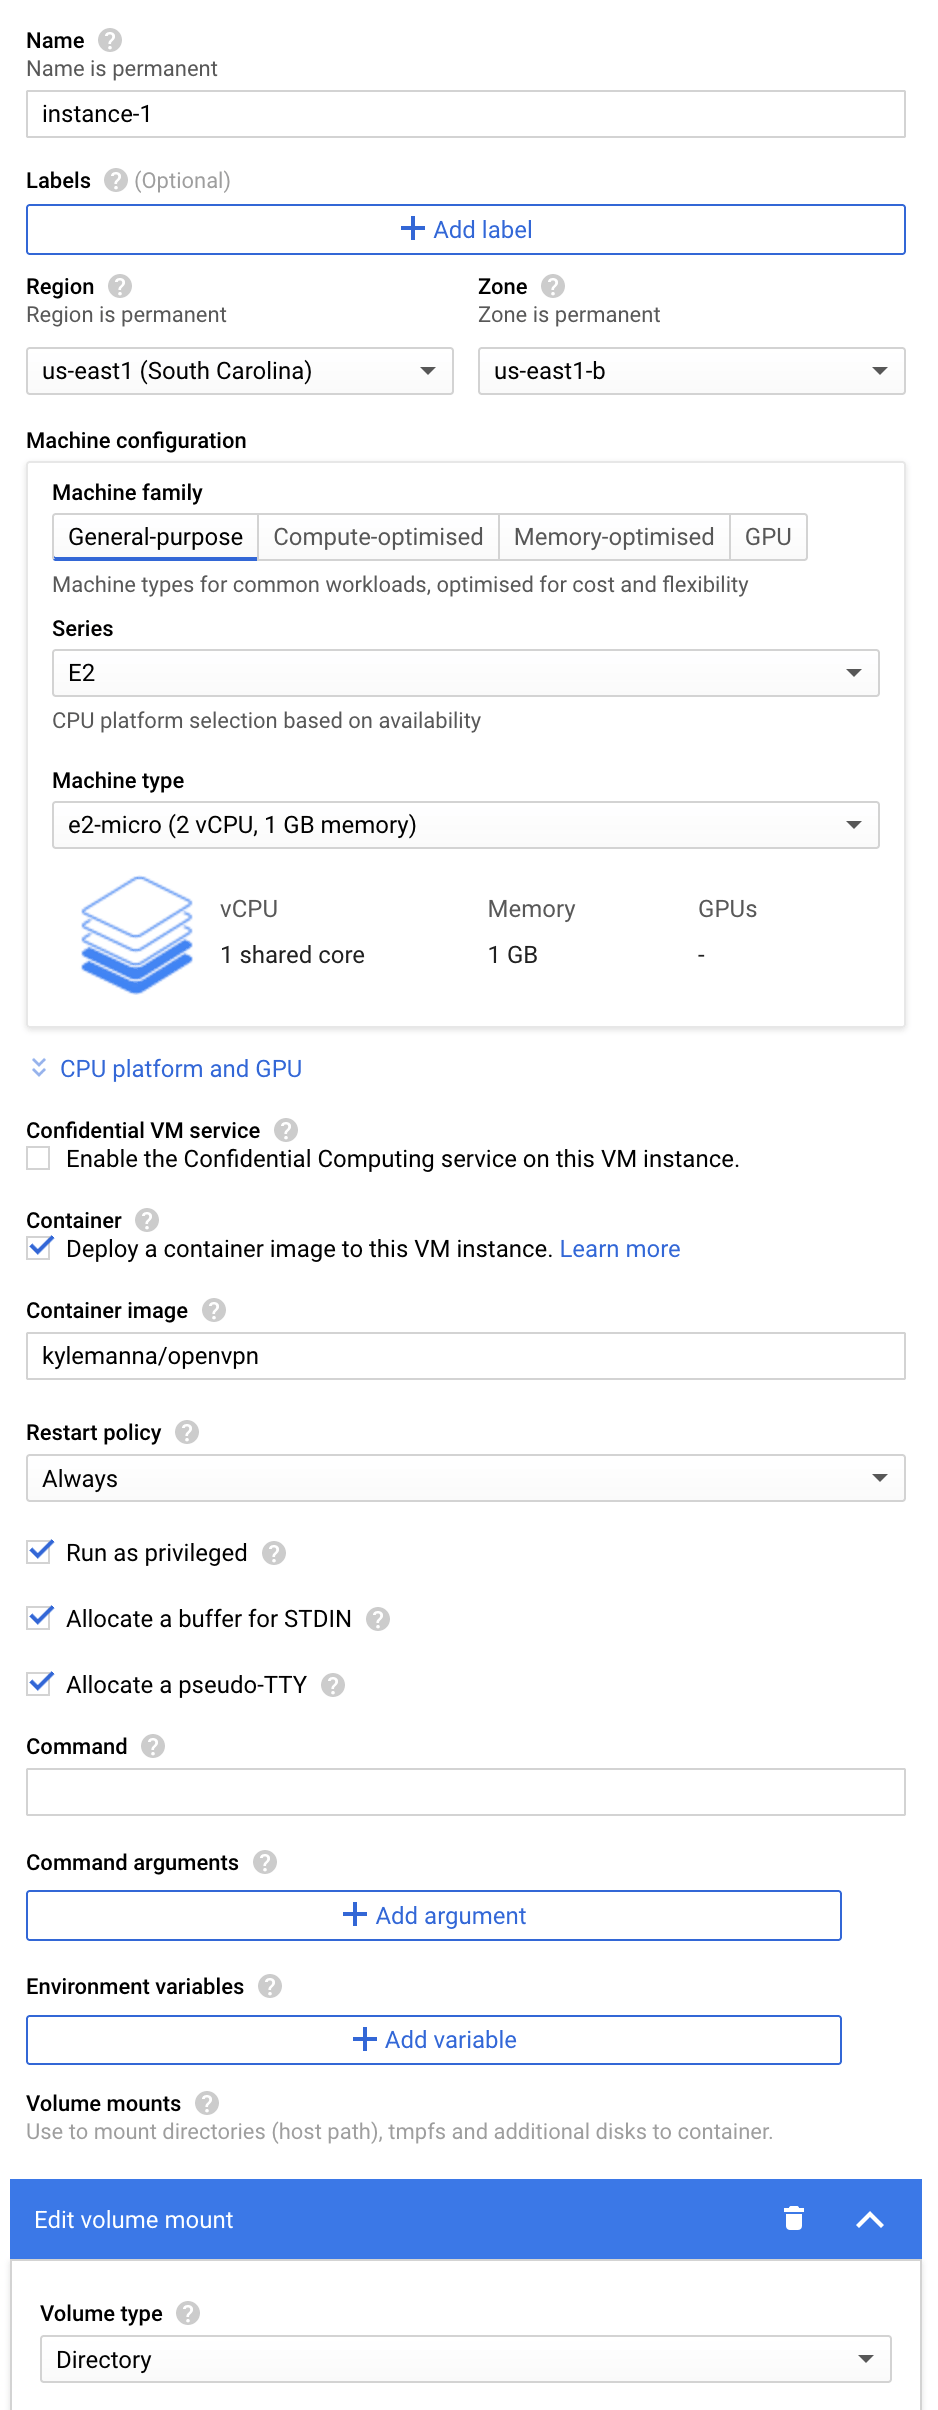 Name
Name is permanent
instance-1
Labels (Optional)
Add label
Region Zone
Region is permanent Zone is permanent
us-east1 (South Carolina) us-east1-b
Machine configuration
Machine family
General-purpose Compute-optimised Memory-optimised GPU
Machine types for common workloads, optimised for cost and flexibility
Series
E2
CPU platform selection based on availability
Machine type
e2-micro (2 vCPU, 1 GB memory)
vCPU Memory GPUs
1 shared core 1 GB -
CPU platform and GPU
Confidential VM service
Enable the Confidential Computing service on this VM instance.
Container
Deploy a container image to this VM instance. Learn more
Container image
kylemanna/openvpn
Restart policy
Always
Run as privileged
Allocate a buffer for STDIN
Allocate a pseudo-TTY
Command
Command arguments
Add argument
Environment variables
Add variable
Volume mounts
Use to mount directories (host path), tmpfs and additional disks to container.
Edit volume mount
Volume type
Directory